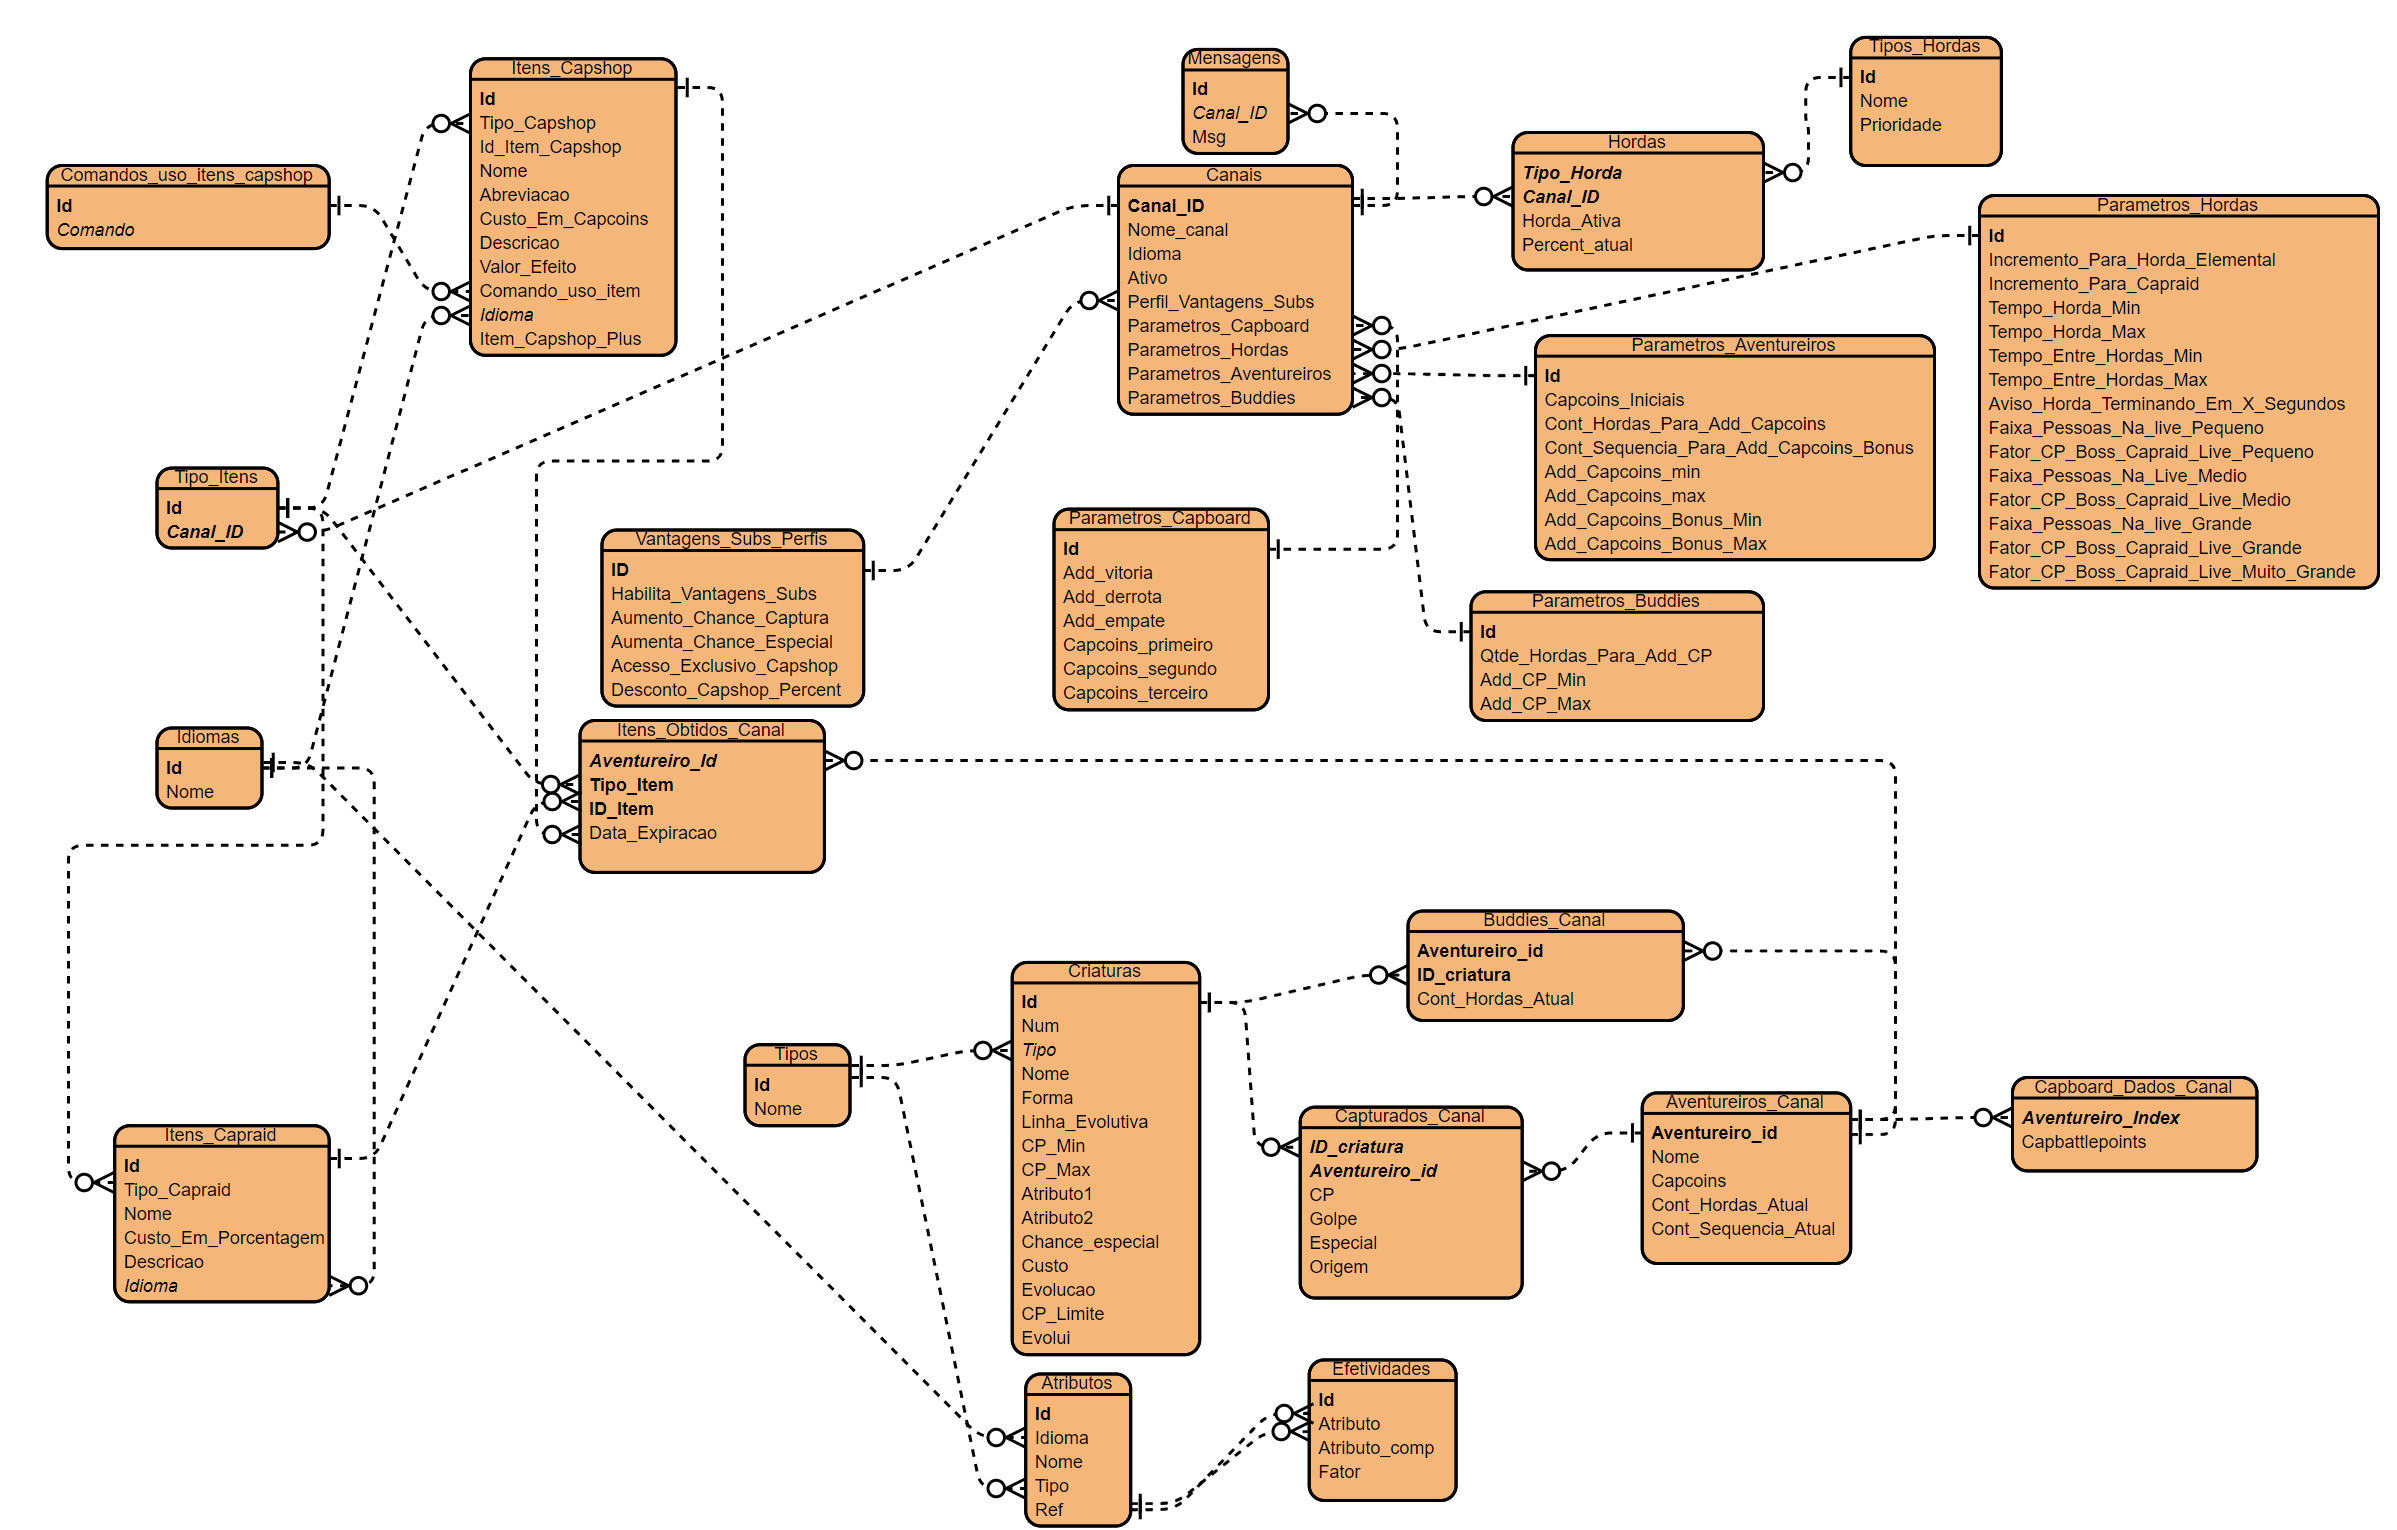 Itens_Capshop
Id
Tipo_Capshop
Id_Item_Capshop
Nome
Abreviacao
Custo_Em_Capcoins
Descricao
Valor_Efeito
Comando_uso_item
Idioma
Item_Capshop_Plus
Mensagens
Id
Canal_ID
Msg
Tipos_Hordas
Id
Nome
Prioridade
Hordas
Tipo_Horda
Canal_ID
Horda_Ativa
Percent_atual
Comandos_uso_itens_capshop
Id
Comando
Canais
Canal_ID
Nome_canal
Idioma
Ativo
Perfil_Vantagens_Subs
Parametros_Capboard
Parametros_Hordas
Parametros_Aventureiros
Parametros_Buddies
Parametros_Hordas
Id
Incremento_Para_Horda_Elemental
Incremento_Para_Capraid
Tempo_Horda_Min
Tempo_Horda_Max
Tempo_Entre_Hordas_Min
Tempo_Entre_Hordas_Max
Aviso_Horda_Terminando_Em_X_Segundos
Faixa_Pessoas_Na_live_Pequeno
Fator_CP_Boss_Capraid_Live_Pequeno
Faixa_Pessoas_Na_Live_Medio
Fator_CP_Boss_Capraid_Live_Medio
Faixa_Pessoas_Na_live_Grande
Fator_CP_Boss_Capraid_Live_Grande
Fator_CP_Boss_Capraid_Live_Muito_Grande
Parametros_Aventureiros
Id
Capcoins_Iniciais
Cont_Hordas_Para_Add_Capcoins
Cont_Sequencia_Para_Add_Capcoins_Bonus
Add_Capcoins_min
Add_Capcoins_max
Add_Capcoins_Bonus_Min
Add_Capcoins_Bonus_Max
Tipo_Itens
Id
Canal_ID
Vantagens_Subs_Perfis
ID
Habilita_Vantagens_Subs
Aumento_Chance_Captura
Aumenta_Chance_Especial
Acesso_Exclusivo_Capshop
Desconto_Capshop_Percent
Parametros_Capboard
Id
Add_vitoria
Add_derrota
Add_empate
Capcoins_primeiro
Capcoins_segundo
Capcoins_terceiro
Parametros_Buddies
Id
Qtde_Hordas_Para_Add_CP
Add_CP_Min
Add_CP_Max
Idiomas
Id
Nome
Itens_Obtidos_Canal
Aventureiro_Id
Tipo_Item
ID_Item
Data_Expiracao
Buddies_Canal
Aventureiro_id
ID_criatura
Cont_Hordas_Atual
Criaturas
Id
Num
Tipo
Nome
Forma
Linha_Evolutiva
CP_Min
CP_Max
Atributo1
Atributo2
Chance_especial
Custo
Evolucao
CP_Limite
Evolui
Tipos
Id
Nome
Capturados_Canal
ID_criatura
Aventureiro_id
CP
Golpe
Especial
Origem
Aventureiros_Canal
Aventureiro_id
Nome
Capcoins
Cont_Hordas_Atual
Cont_Sequencia_Atual
Capboard_Dados_Canal
Aventureiro_Index
Capbattlepoints
Itens_Capraid
Id
Tipo_Capraid
Nome
Custo_Em_Porcentagem
Descricao
Idioma
Atributos
Id
Idioma
Nome
Tipo
Ref
Efetividades
Id
Atributo
Atributo_comp
Fator